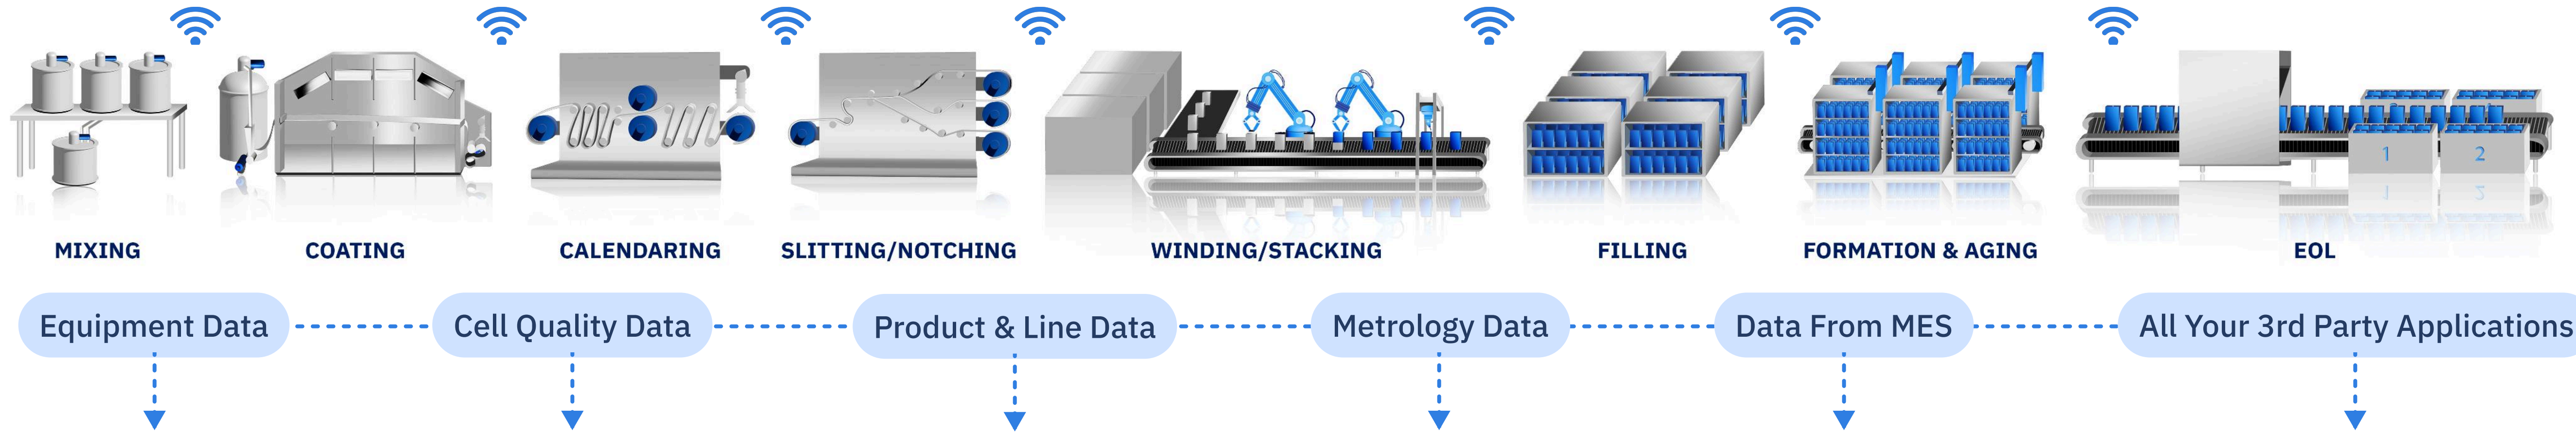 1
2
MIXING
COATING
CALENDARING
SLITTING/NOTCHING
WINDING/STACKING
FILLING
FORMATION & AGING
EOL
Equipment Data
Cell Quality Data
Product & Line Data
Metrology Data
Data From MES
All Your 3rd Party Applications